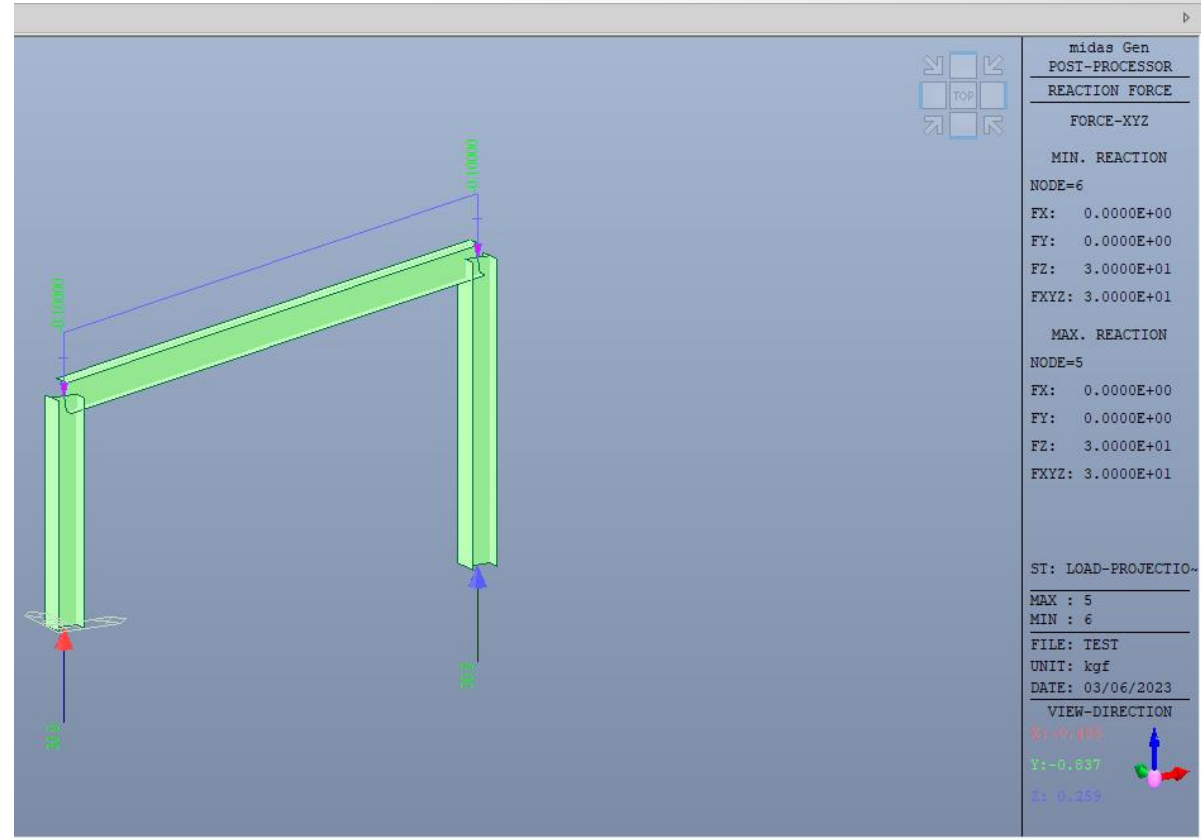 midas Gen
POST-PROCESSOR
REACTION FORCE
FORCE-XYZ
MIN. REACTION
NODE=6
FX: 0.0000E+00
FY: 0.0000E+00
FZ: 3.0000E+01
FXYZ: 3.0000E+01
MAX. REACTION
NODE=5
FX: 0.0000E+00
FY: 0.0000E+00
FZ: 3.0000E+01
FXYZ: 3.0000E+01
ST: LOAD-PROJECTIO~
MAX : 5
MIN : 6
FILE: TEST
UNIT: kgf
DATE: 03/06/2023
VIEW-DIRECTION
Y:-0.837
Z: 0.259
TOP
-0.10000
-0.10000
30.0
30.0